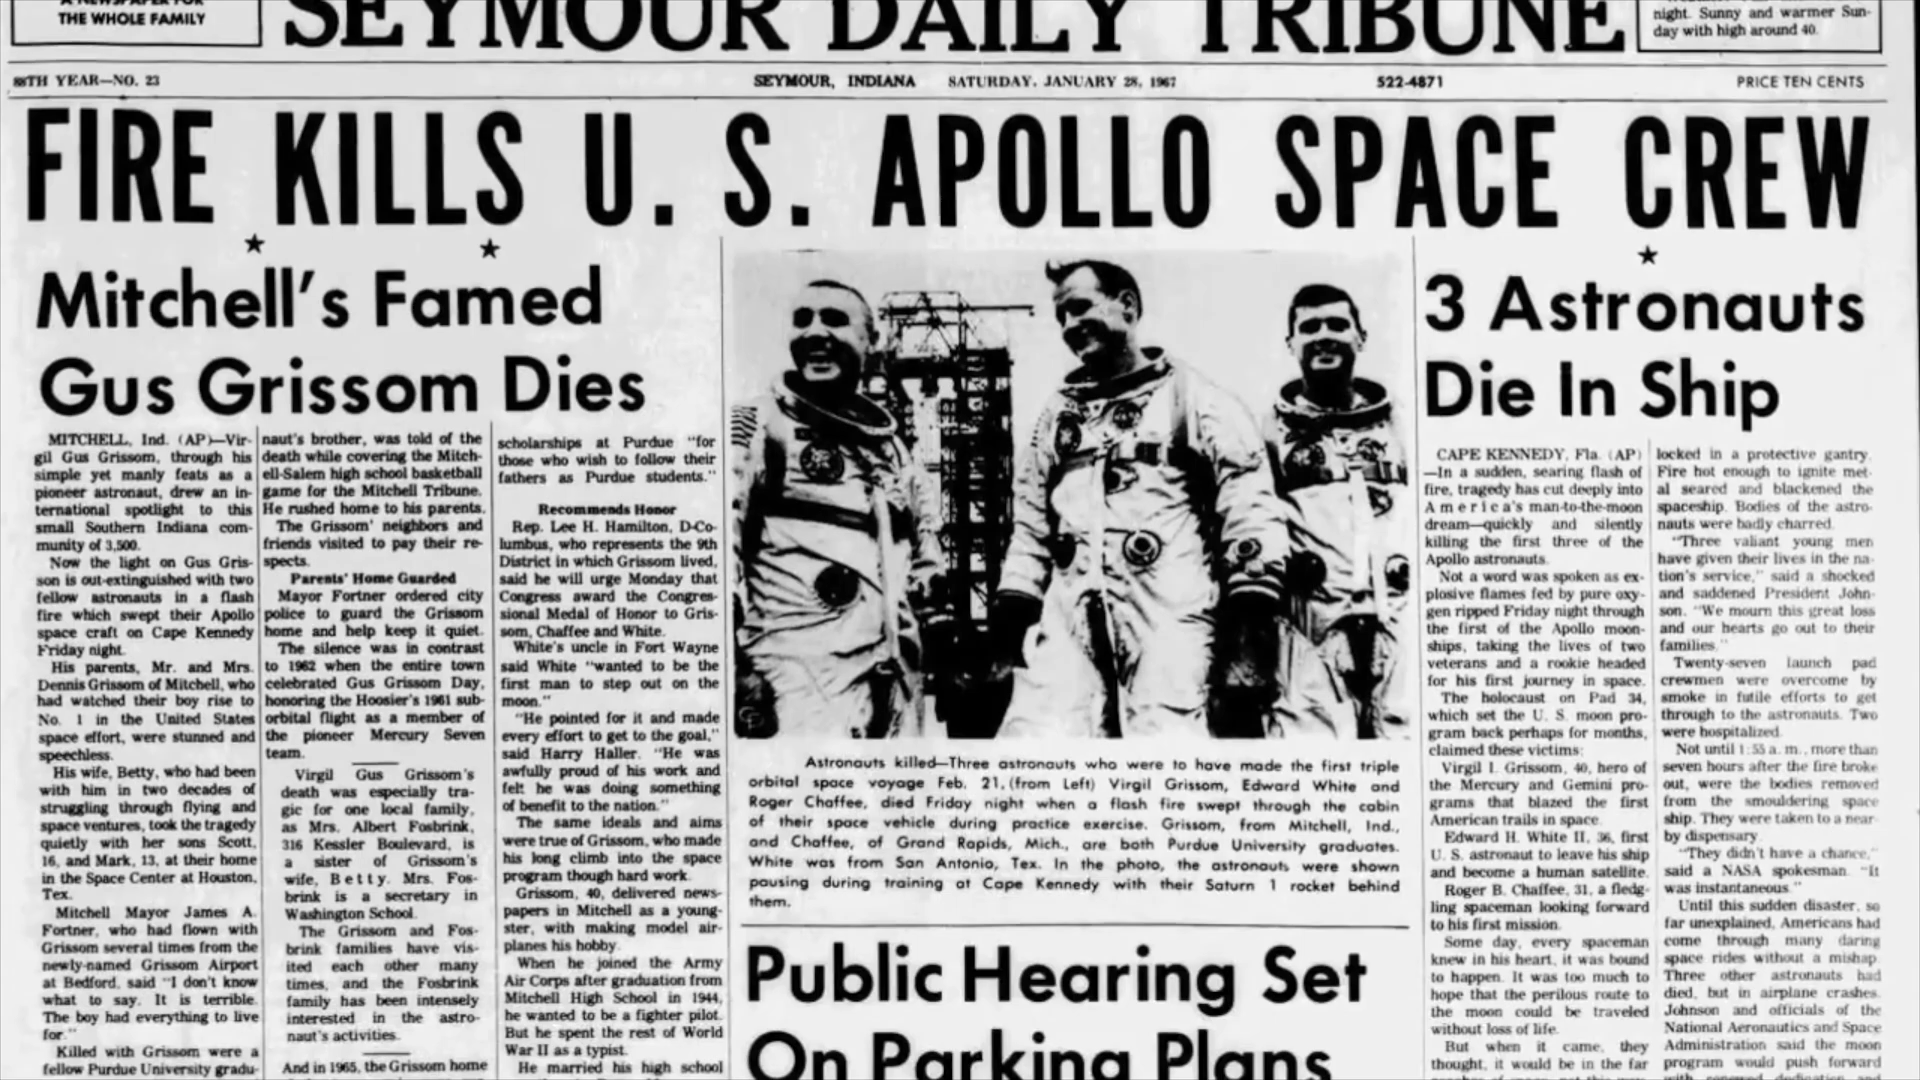 A NEWSPAPER FOR
THE WHOLE FAMILY
SEYMOUR DAILY TRIBUNE
night. Sunny and warmer Sun-
day with high around 40.
88TH YEAR—NO. 23
SEYMOUR, INDIANA SATURDAY, JANUARY 28, 1967
522-4871
PRICE TEN CENTS
FIRE KILLS U. S. APOLLO SPACE CREW
Mitchell's Famed
Gus Grissom Dies
MITCHELL, Ind. (AP)—Vir-
gil Gus Grissom, through his
simple yet manly feats as a
pioneer astronaut, drew an in-
ternational spotlight to this
small Southern Indiana com-
munity of 3,500.
Now the light on Gus Gris-
son is out-extinguished with two
fellow astronauts in a flash
fire which swept their Apollo
space craft on Cape Kennedy
Friday night.
His parents, Mr. and Mrs.
Dennis Grissom of Mitchell, who
had watched their boy rise to
No. 1 in the United States
space effort, were stunned and
speechless.
His wife, Betty, who had been
with him in two decades of
struggling through flying and
space ventures, took the tragedy
quietly with her sons Scott,
16, and Mark, 13, at their home
in the Space Center at Houston,
Tex.
Mitchell Mayor James A.
Fortner, who had flown with
Grissom several times from the
newly-named Grissom Airport
at Bedford, said "I don't know
what to say. It is terrible.
The boy had everything to live
for."
Killed with Grissom were a
fellow Purdue University gradu-
naut's brother, was told of the
death while covering the Mitch-
ell-Salem high school basketball
game for the Mitchell Tribune.
He rushed home to his parents.
The Grissom' neighbors and
friends visited to pay their re-
spects.
Parents' Home Guarded
Mayor Fortner ordered city
police to guard the Grissom
home and help keep it quiet.
The silence was in contrast
to 1962 when the entire town
celebrated Gus Grissom Day,
honoring the Hoosier's 1961 sub-
orbital flight as a member of
the pioneer Mercury Seven
team.
Virgil Gus Grissom's
death was especially tra-
gic for one local family,
as Mrs. Albert Fosbrink,
316 Kessler Boulevard, is
a sister of Grissom's
wife, Betty. Mrs. Fos-
brink is a secretary in
Washington School.
The Grissom and Fos-
brink families have vis-
ited each other many
times, and the Fosbrink
family has been intensely
interested in the astro-
naut's activities.
And in 1965, the Grissom home
scholarships at Purdue "for
those who wish to follow their
fathers as Purdue students."
Recommends Honor
Rep. Lee H. Hamilton, D-Co-
lumbus, who represents the 9th
District in which Grissom lived,
said he will urge Monday that
Congress award the Congres-
sional Medal of Honor to Gris-
som, Chaffee and White.
White's uncle in Fort Wayne
said White "wanted to be the
first man to step out on the
moon."
"He pointed for it and made
every effort to get to the goal,"
said Harry Haller. "He was
awfully proud of his work and
felt he was doing something
of benefit to the nation."
The same ideals and aims
were true of Grissom, who made
his long climb into the space
program though hard work.
Grissom, 40, delivered news-
papers in Mitchell as a young-
ster, with making model air-
planes his hobby.
When he joined the Army
Air Corps after graduation from
Mitchell High School in 1944,
he wanted to be a fighter pilot.
But he spent the rest of World
War II as a typist.
He married his high school
Astronauts killed—Three astronauts who were to have made the first triple
orbital space voyage Feb. 21, (from Left) Virgil Grissom, Edward White and
Roger Chaffee, died Friday night when a flash fire swept through the cabin
of their space vehicle during practice exercise. Grissom, from Mitchell, Ind.,
and Chaffee, of Grand Rapids, Mich., are both Purdue University graduates.
White was from San Antonio, Tex. In the photo, the astronauts were shown
pausing during training at Cape Kennedy with their Saturn 1 rocket behind
them.
Public Hearing Set
On Parking Plans
3 Astronauts
Die In Ship
CAPE KENNEDY, Fla. (AP)
—In a sudden, searing flash of
fire, tragedy has cut deeply into
America's man-to-the-moon
dream—quickly and silently
killing the first three of the
Apollo astronauts.
Not a word was spoken as ex-
plosive flames fed by pure oxy-
gen ripped Friday night through
the first of the Apollo moon-
ships, taking the lives of two
veterans and a rookie headed
for his first journey in space.
The holocaust on Pad 34,
which set the U. S. moon pro-
gram back perhaps for months,
claimed these victims:
Virgil I. Grissom, 40, hero of
the Mercury and Gemini pro-
grams that blazed the first
American trails in space.
Edward H. White II, 36, first
U. S. astronaut to leave his ship
and become a human satellite.
Roger B. Chaffee, 31, a fledg-
ling spaceman looking forward
to his first mission.
Some day, every spaceman
knew in his heart, it was bound
to happen. It was too much to
hope that the perilous route to
the moon could be traveled
without loss of life.
But when it came, they
thought, it would be in the far
locked in a protective gantry.
Fire hot enough to ignite met-
al seared and blackened the
spaceship. Bodies of the astro-
nauts were badly charred.
"Three valiant young men
have given their lives in the na-
tion's service," said a shocked
and saddened President John-
son. "We mourn this great loss
and our hearts go out to their
families."
Twenty-seven launch pad
crewmen were overcome by
smoke in futile efforts to get
through to the astronauts. Two
were hospitalized.
Not until 1:55 a. m., more than
seven hours after the fire broke
out, were the bodies removed
from the smouldering space
ship. They were taken to a near-
by dispensary.
"They didn't have a chance,"
said a NASA spokesman. "It
was instantaneous."
Until this sudden disaster, so
far unexplained, Americans had
come through many daring
space rides without a mishap.
Three other astronauts had
died, but in airplane crashes.
Johnson and officials of the
National Aeronautics and Space
Administration said the moon
program would push forward